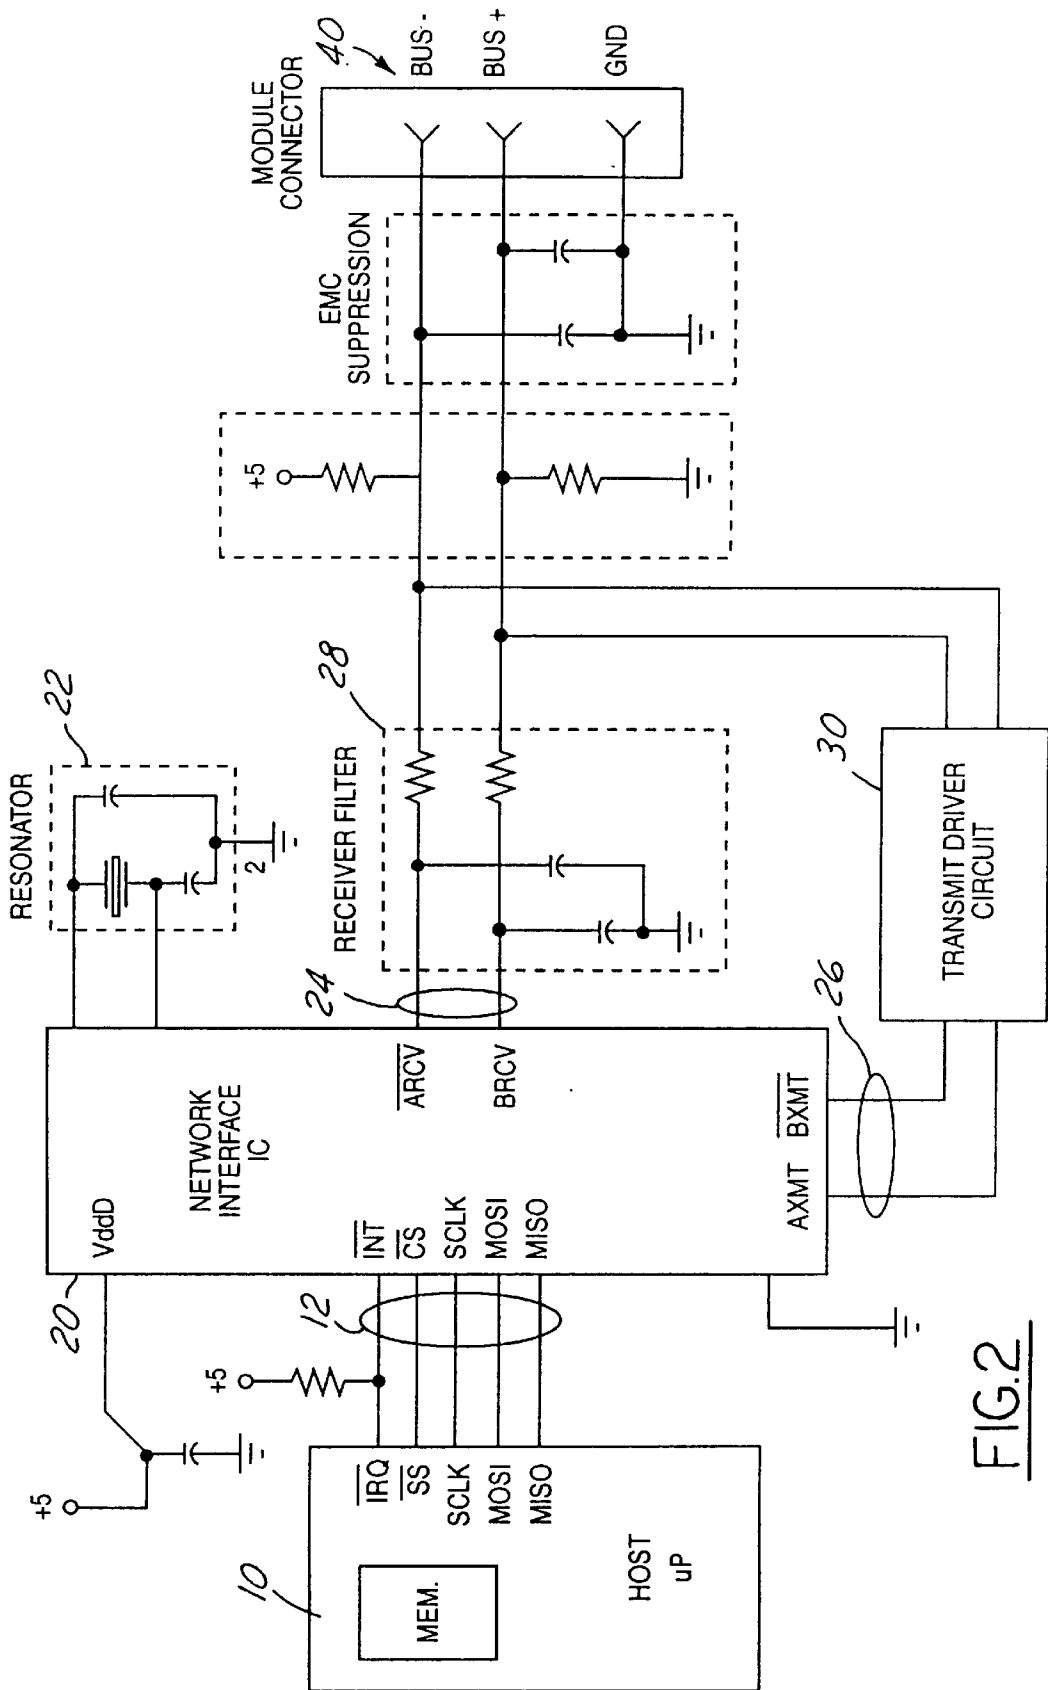 10
MEM.
HOST
uP
IRQ
SS
SCLK
MOSI
MISO
+5
+5
12
20
VddD
NETWORK
INTERFACE
IC
INT
CS
SCLK
MOSI
MISO
ARCV
BRCV
AXMT
BXMT
RESONATOR
22
2
24
RECEIVER FILTER
28
26
TRANSMIT DRIVER
CIRCUIT
30
+5
EMC
SUPPRESSION
MODULE
CONNECTOR
40
BUS -
BUS +
GND
FIG.2